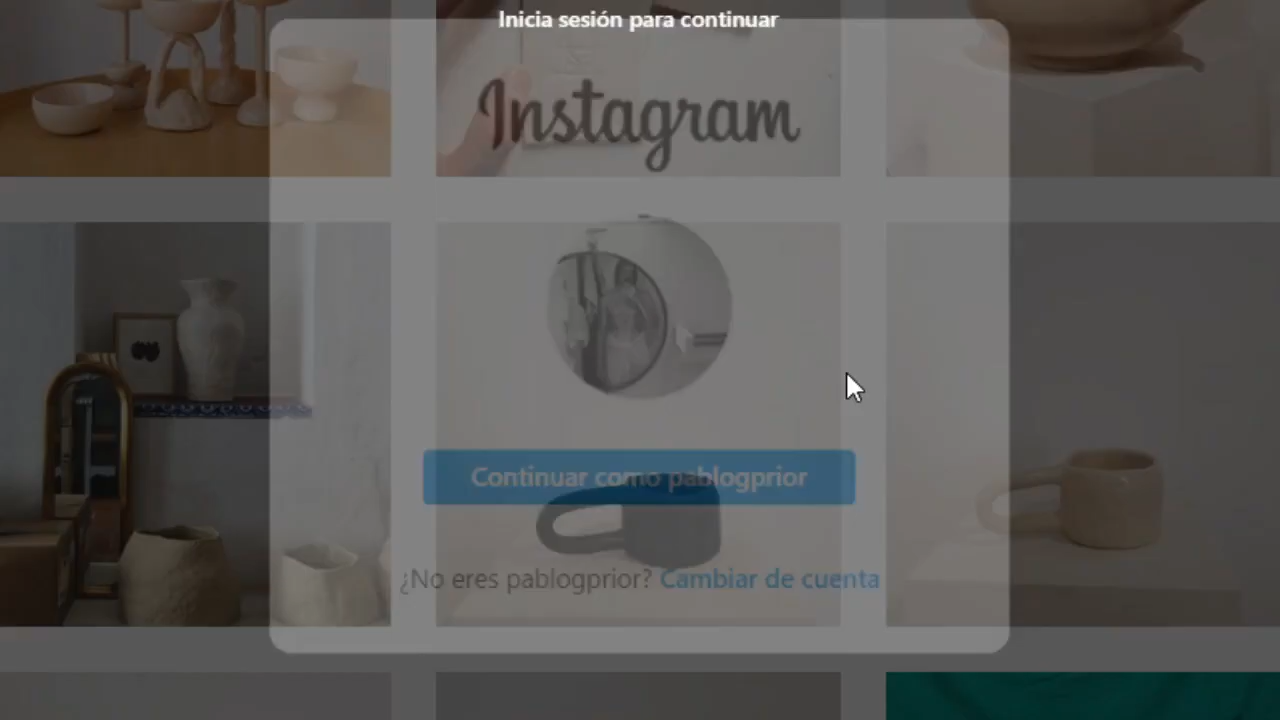 Inicia sesión para continuar
Instagram
Continuar como pablogprior
¿No eres pablogprior? Cambiar de cuenta